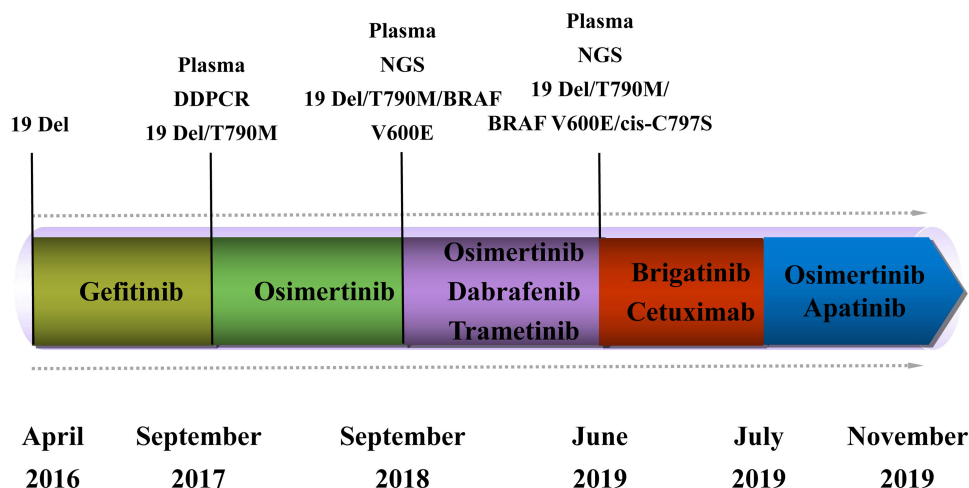 19 Del
Plasma
DDPCR
19 Del/T790M
Plasma
NGS
19 Del/T790M/BRAF
V600E
Plasma
NGS
19 Del/T790M/
BRAF V600E/cis-C797S
Gefitinib
Osimertinib
Osimertinib
Dabrafenib
Trametinib
Brigatinib
Cetuximab
Osimertinib
Apatinib
April
2016
September
2017
September
2018
June
2019
July
2019
November
2019